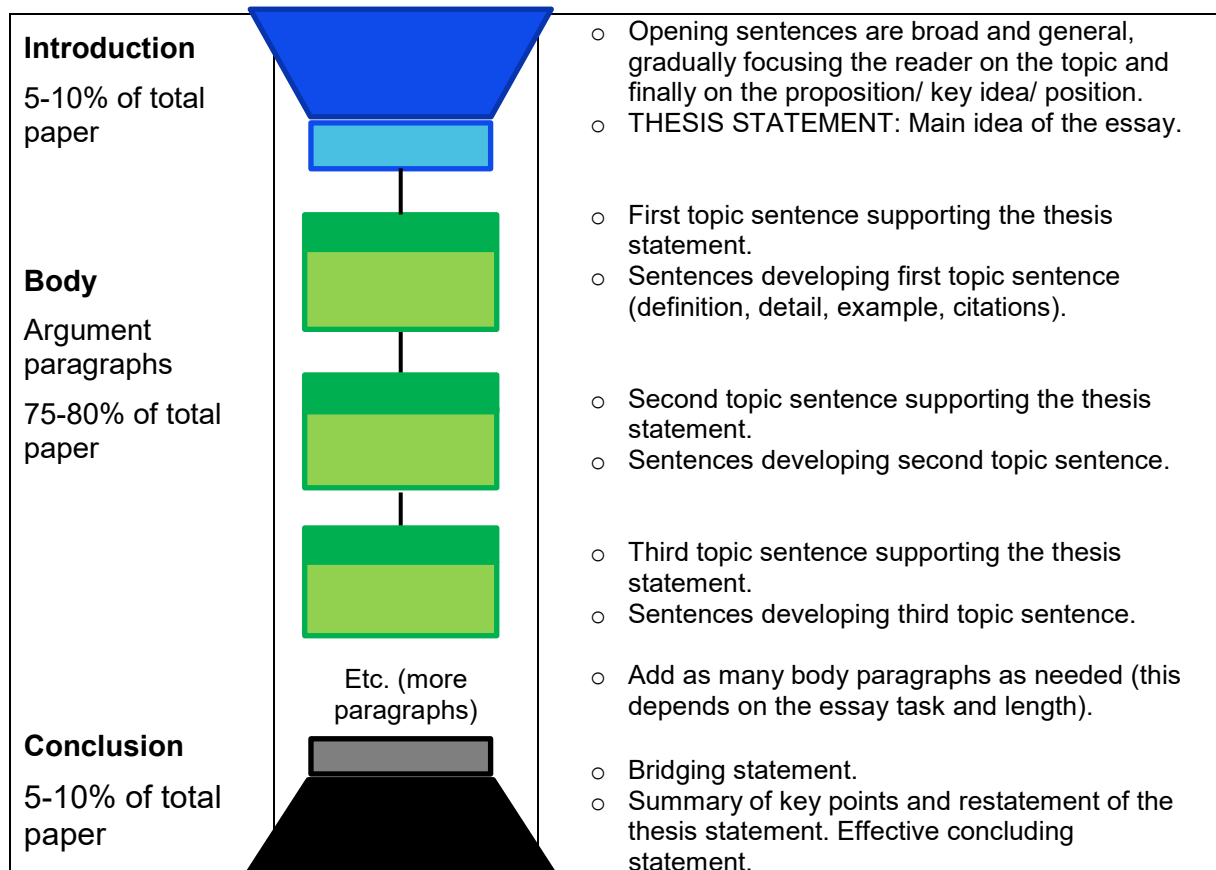 Introduction
5-10% of total
paper
○ Opening sentences are broad and general,
gradually focusing the reader on the topic and
finally on the proposition/ key idea/ position.
○ THESIS STATEMENT: Main idea of the essay.
Body
Argument
paragraphs
75-80% of total
paper
○ First topic sentence supporting the thesis
statement.
○ Sentences developing first topic sentence
(definition, detail, example, citations).
○ Second topic sentence supporting the thesis
statement.
○ Sentences developing second topic sentence.
○ Third topic sentence supporting the thesis
statement.
○ Sentences developing third topic sentence.
Etc. (more
paragraphs)
○ Add as many body paragraphs as needed (this
depends on the essay task and length).
Conclusion
5-10% of total
paper
○ Bridging statement.
○ Summary of key points and restatement of the
thesis statement. Effective concluding
statement.